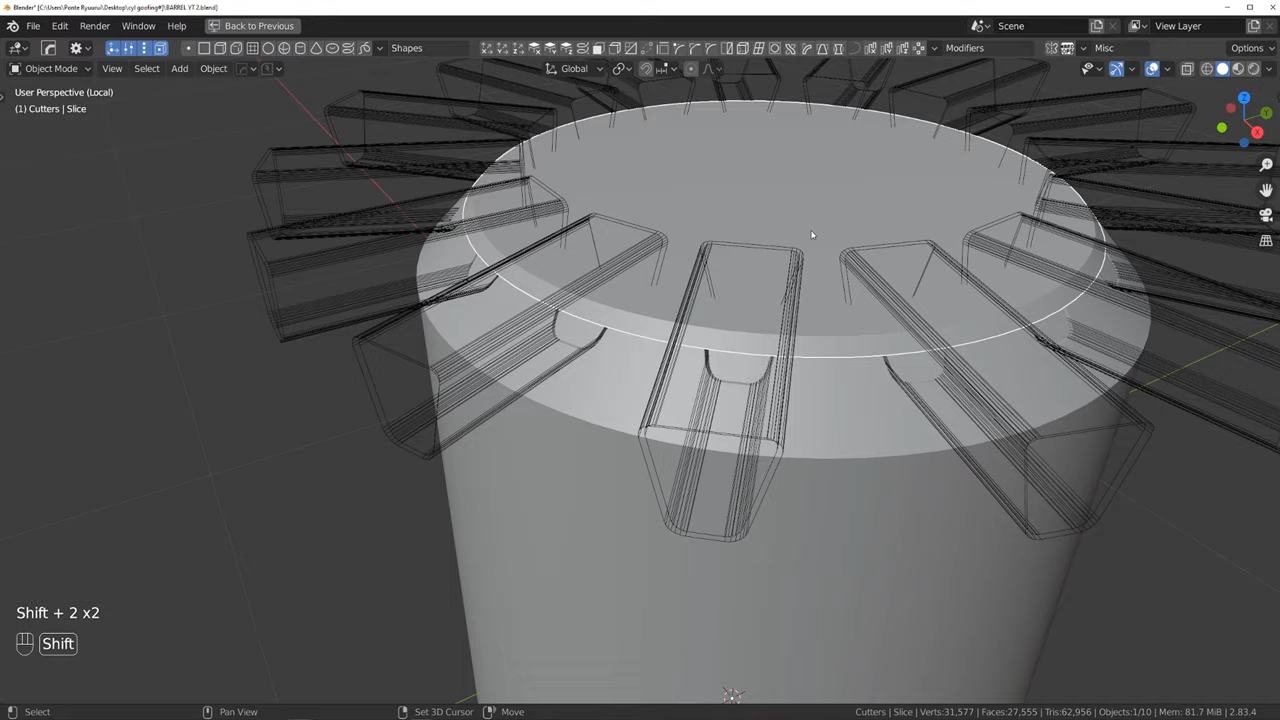 Blender* [C:\Users\Ponte Ryuurui\Desktop\cyl goofing#]\BARREL YT 2.blend]
File Edit Render Window Help Back to Previous Scene View Layer
Shapes Modifiers Misc Options
Object Mode View Select Add Object Global
User Perspective (Local)
(1) Cutters | Slice
Z
Y
X
Shift + 2 x2
Shift
Select Pan View Set 3D Cursor Move Cutters | Slice | Verts:31,577 | Faces:27,555 | Tris:62,956 | Objects:1/10 | Mem: 81.7 MiB | 2.83.4